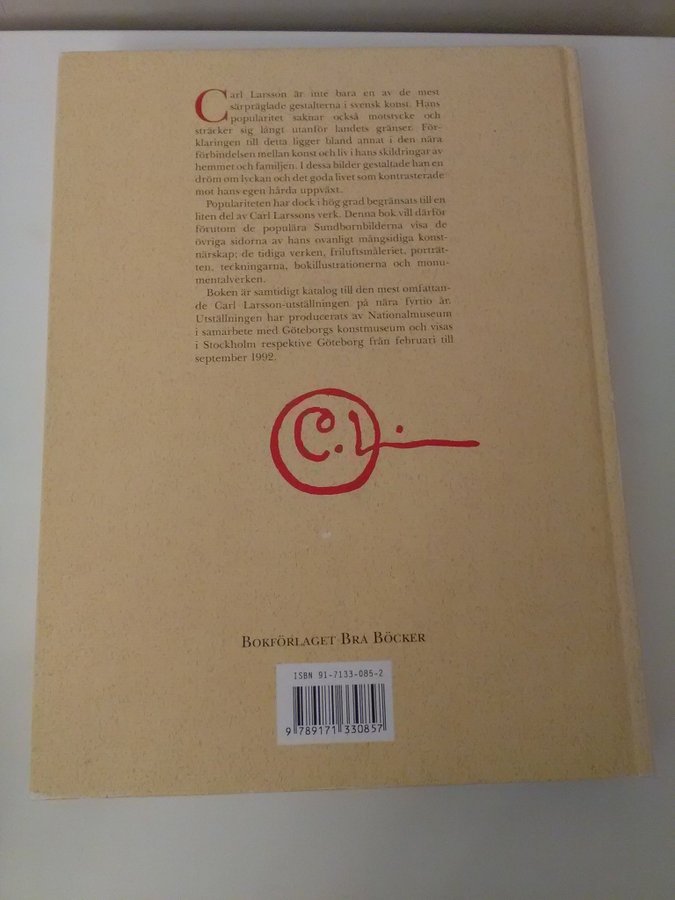 Carl Larsson är inte bara en av de mest
särpräglade gestalterna i svensk konst. Hans
popularitet saknar också motstycke och
sträcker sig långt utanför landets gränser. För-
klaringen till detta ligger bland annat i den nära
förbindelsen mellan konst och liv i hans skildringar av
hemmet och familjen. I dessa bilder gestaltade han en
dröm om lyckan och det goda livet som kontrasterade
mot hans egen hårda uppväxt.
Populariteten har dock i hög grad begränsats till en
liten del av Carl Larssons verk. Denna bok vill därför
förutom de populära Sundbornbilderna visa de
övriga sidorna av hans ovanligt mångsidiga konst-
närskap; de tidiga verken, friluftsmåleriet, porträt-
ten, teckningarna, bokillustrationerna och monu-
mentalverken.
Boken är samtidigt katalog till den mest omfattan-
de Carl Larsson-utställningen på nära fyrtio år.
Utställningen har producerats av Nationalmuseum
i samarbete med Göteborgs konstmuseum och visas
i Stockholm respektive Göteborg från februari till
september 1992.
C.L.
BOKFÖRLAGET BRA BÖCKER
ISBN 91-7133-085-2
9 789171 330857